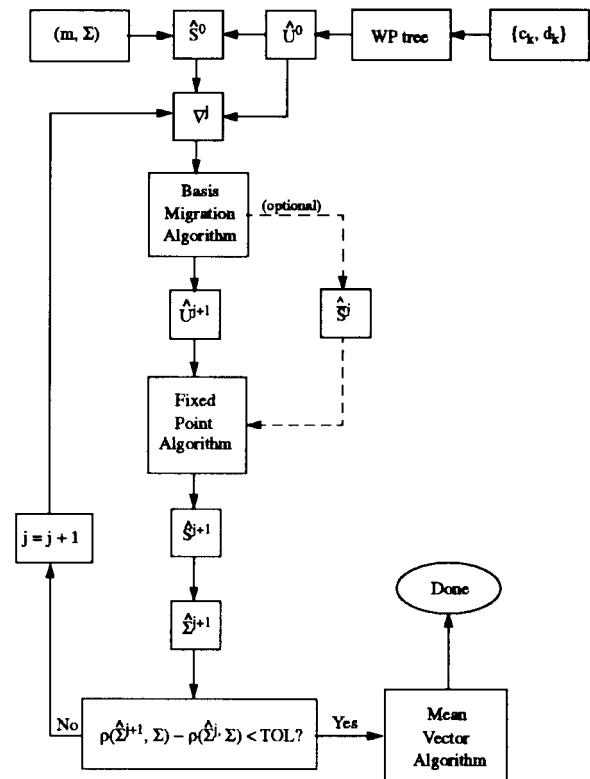 (m, Σ)
Ŝ⁰
Û⁰
WP tree
{cₖ, dₖ}
∇ʲ
Basis
Migration
Algorithm
(optional)
Ûʲ⁺¹
Ŝʲ
Fixed
Point
Algorithm
Ŝʲ⁺¹
j = j + 1
Σ̂ʲ⁺¹
Done
No
ρ(Σ̂ʲ⁺¹, Σ) – ρ(Σ̂ʲ, Σ) < TOL?
Yes
Mean
Vector
Algorithm